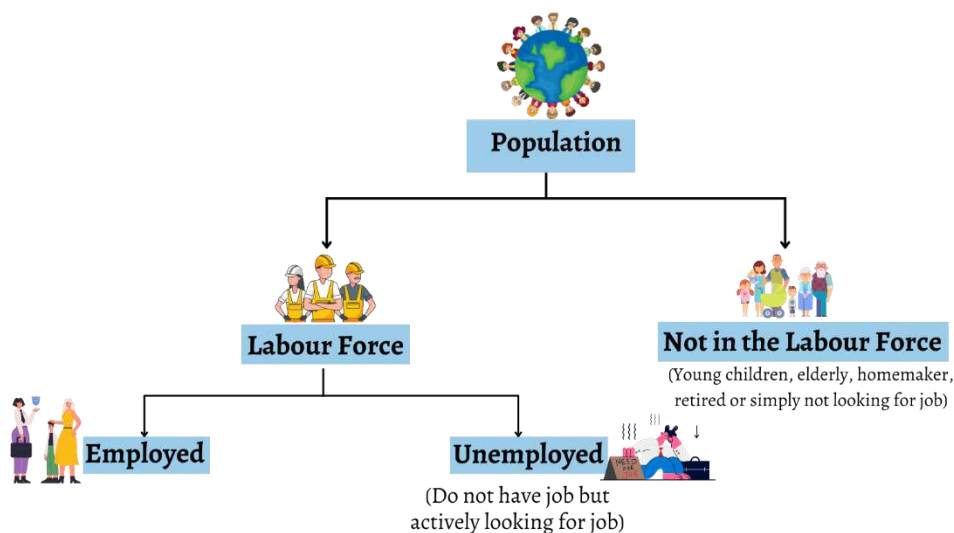 Population
Labour Force
Not in the Labour Force
(Young children, elderly, homemaker,
retired or simply not looking for job)
Employed
Unemployed
NEED
(Do not have job but
actively looking for job)